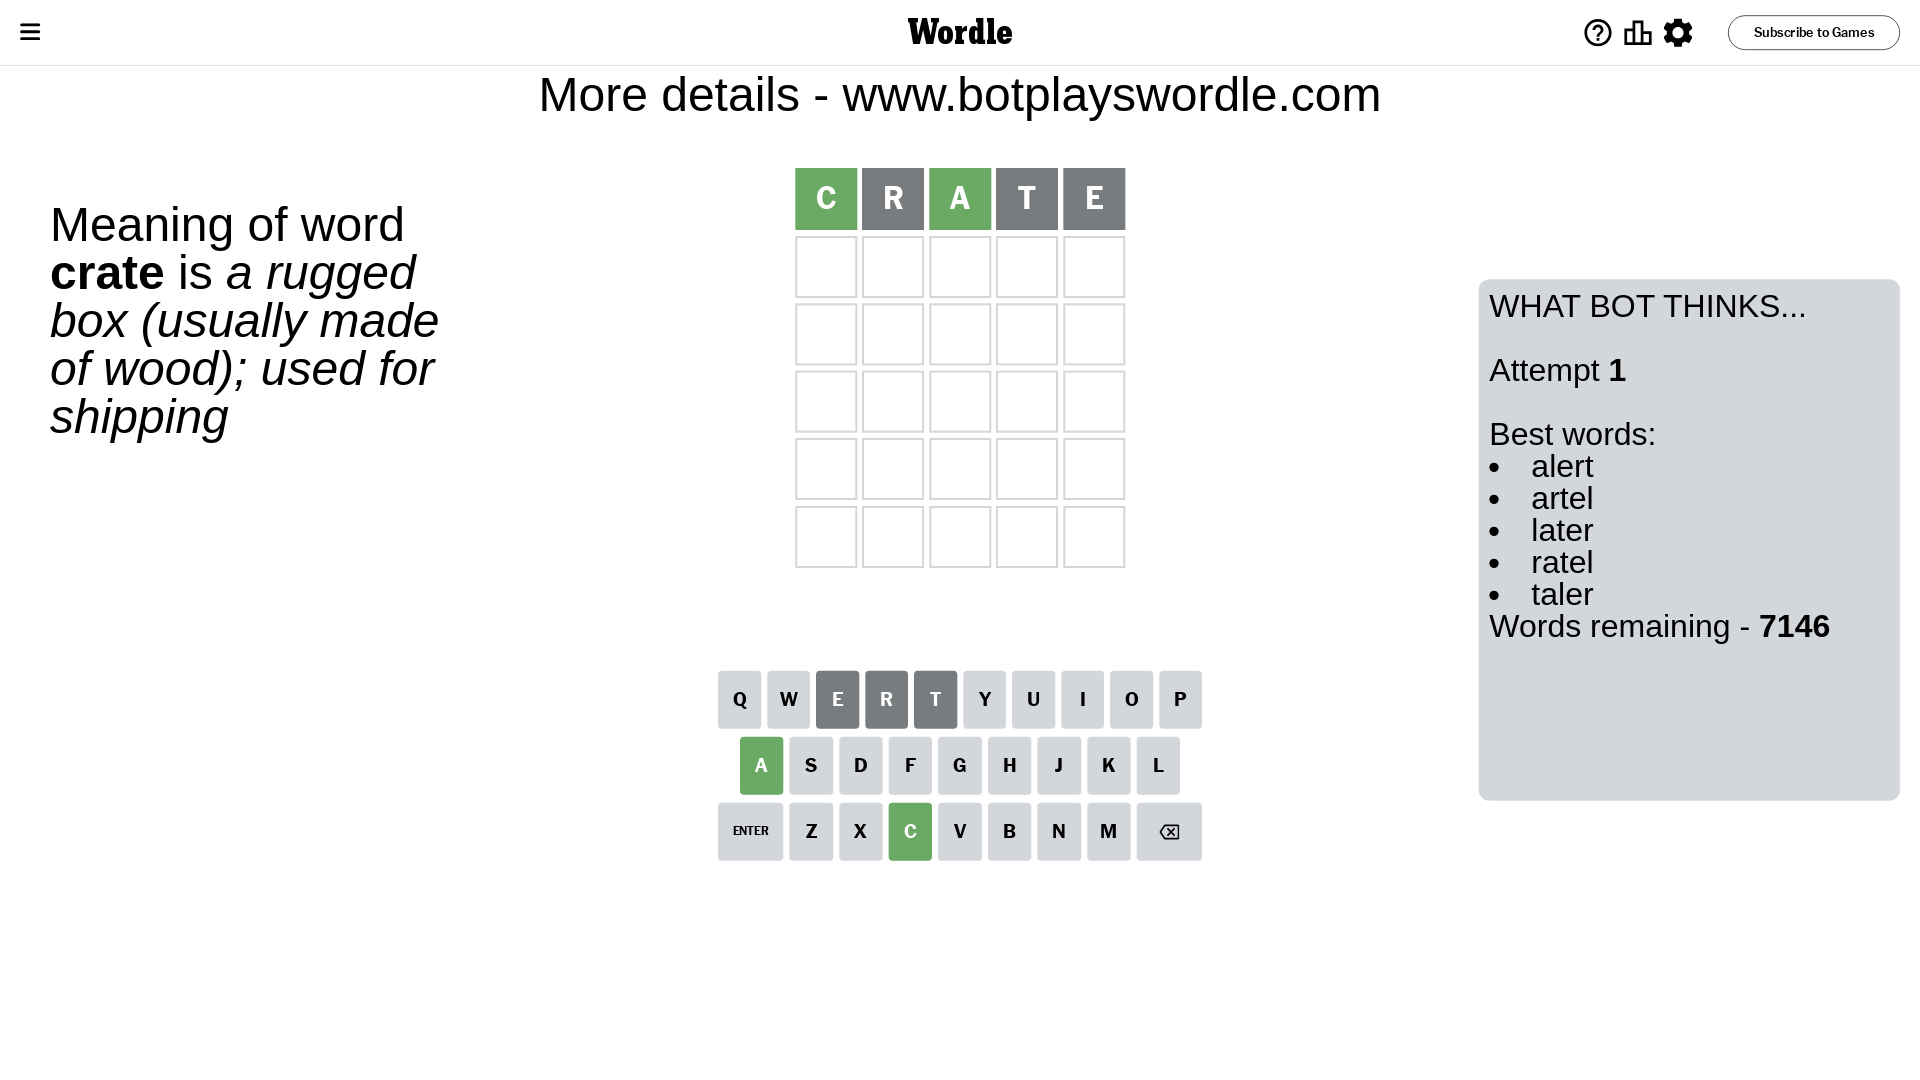 Wordle
Subscribe to Games
More details - www.botplayswordle.com
Meaning of word
crate is a rugged
box (usually made
of wood); used for
shipping
C R A T E
WHAT BOT THINKS...
Attempt 1
Best words:
• alert
• artel
• later
• ratel
• taler
Words remaining - 7146
Q W E R T Y U I O P
A S D F G H J K L
ENTER Z X C V B N M